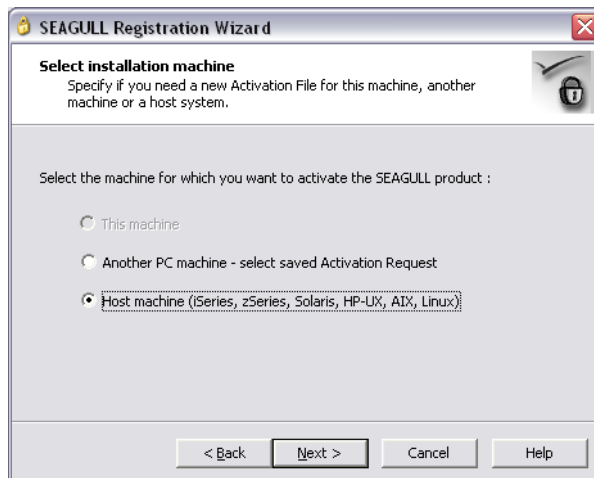 SEAGULL Registration Wizard
Select installation machine
Specify if you need a new Activation File for this machine, another
machine or a host system.
Select the machine for which you want to activate the SEAGULL product :
This machine
Another PC machine - select saved Activation Request
Host machine (iSeries, zSeries, Solaris, HP-UX, AIX, Linux)
< Back Next > Cancel Help